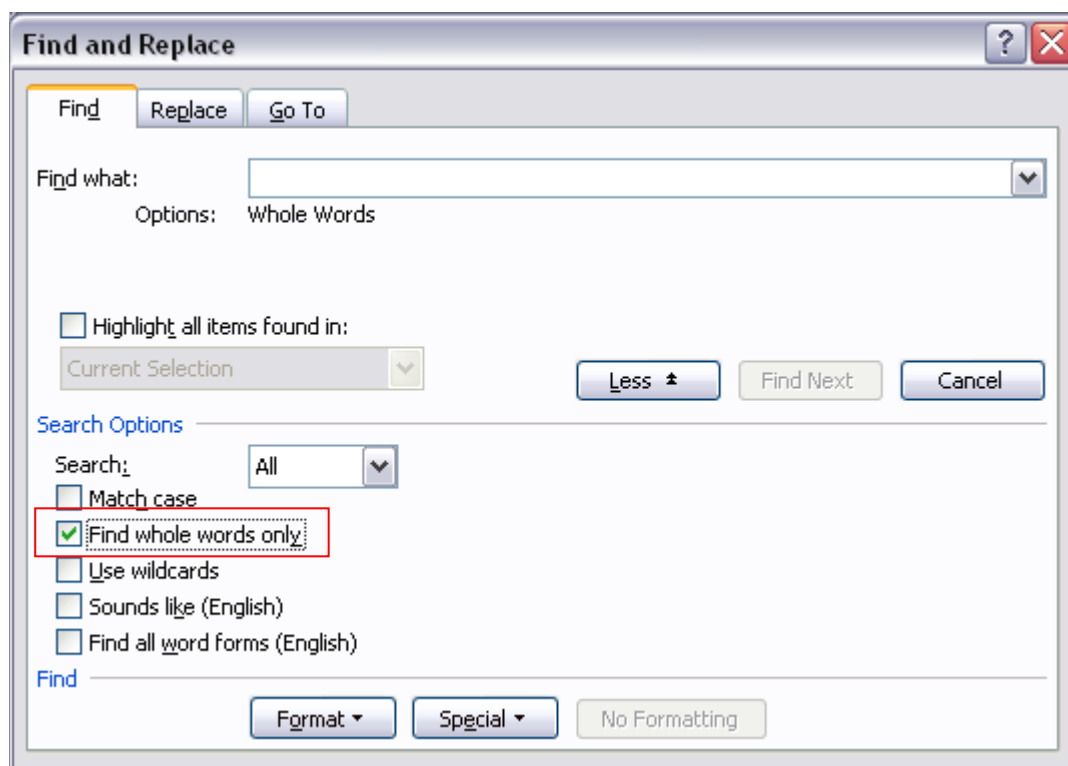 Find and Replace
Find Replace Go To
Find what:
Options: Whole Words
Highlight all items found in:
Current Selection
Less Find Next Cancel
Search Options
Search: All
Match case
Find whole words only
Use wildcards
Sounds like (English)
Find all word forms (English)
Find
Format Special No Formatting